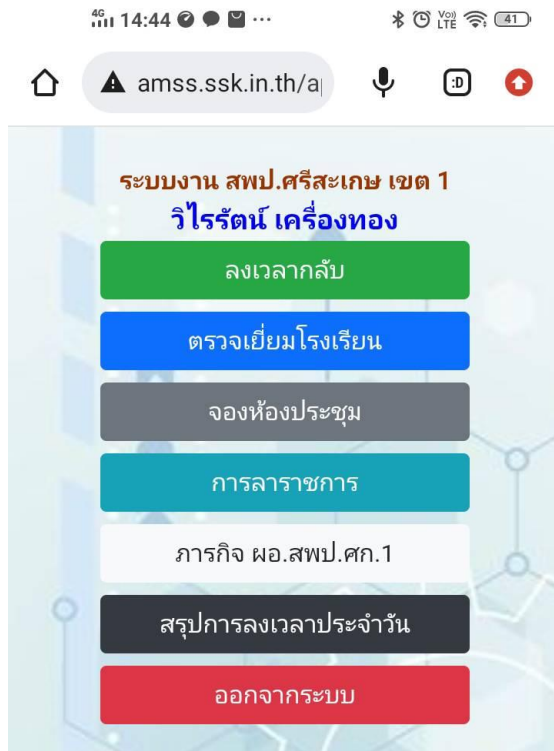 4G 14:44 ... Vo)) LTE 41
amss.ssk.in.th/a
:D
ระบบงาน สพป.ศรีสะเกษ เขต 1
วิไรรัตน์ เครื่องทอง
ลงเวลากลับ
ตรวจเยี่ยมโรงเรียน
จองห้องประชุม
การลาราชการ
ภารกิจ ผอ.สพป.ศก.1
สรุปการลงเวลาประจำวัน
ออกจากระบบ